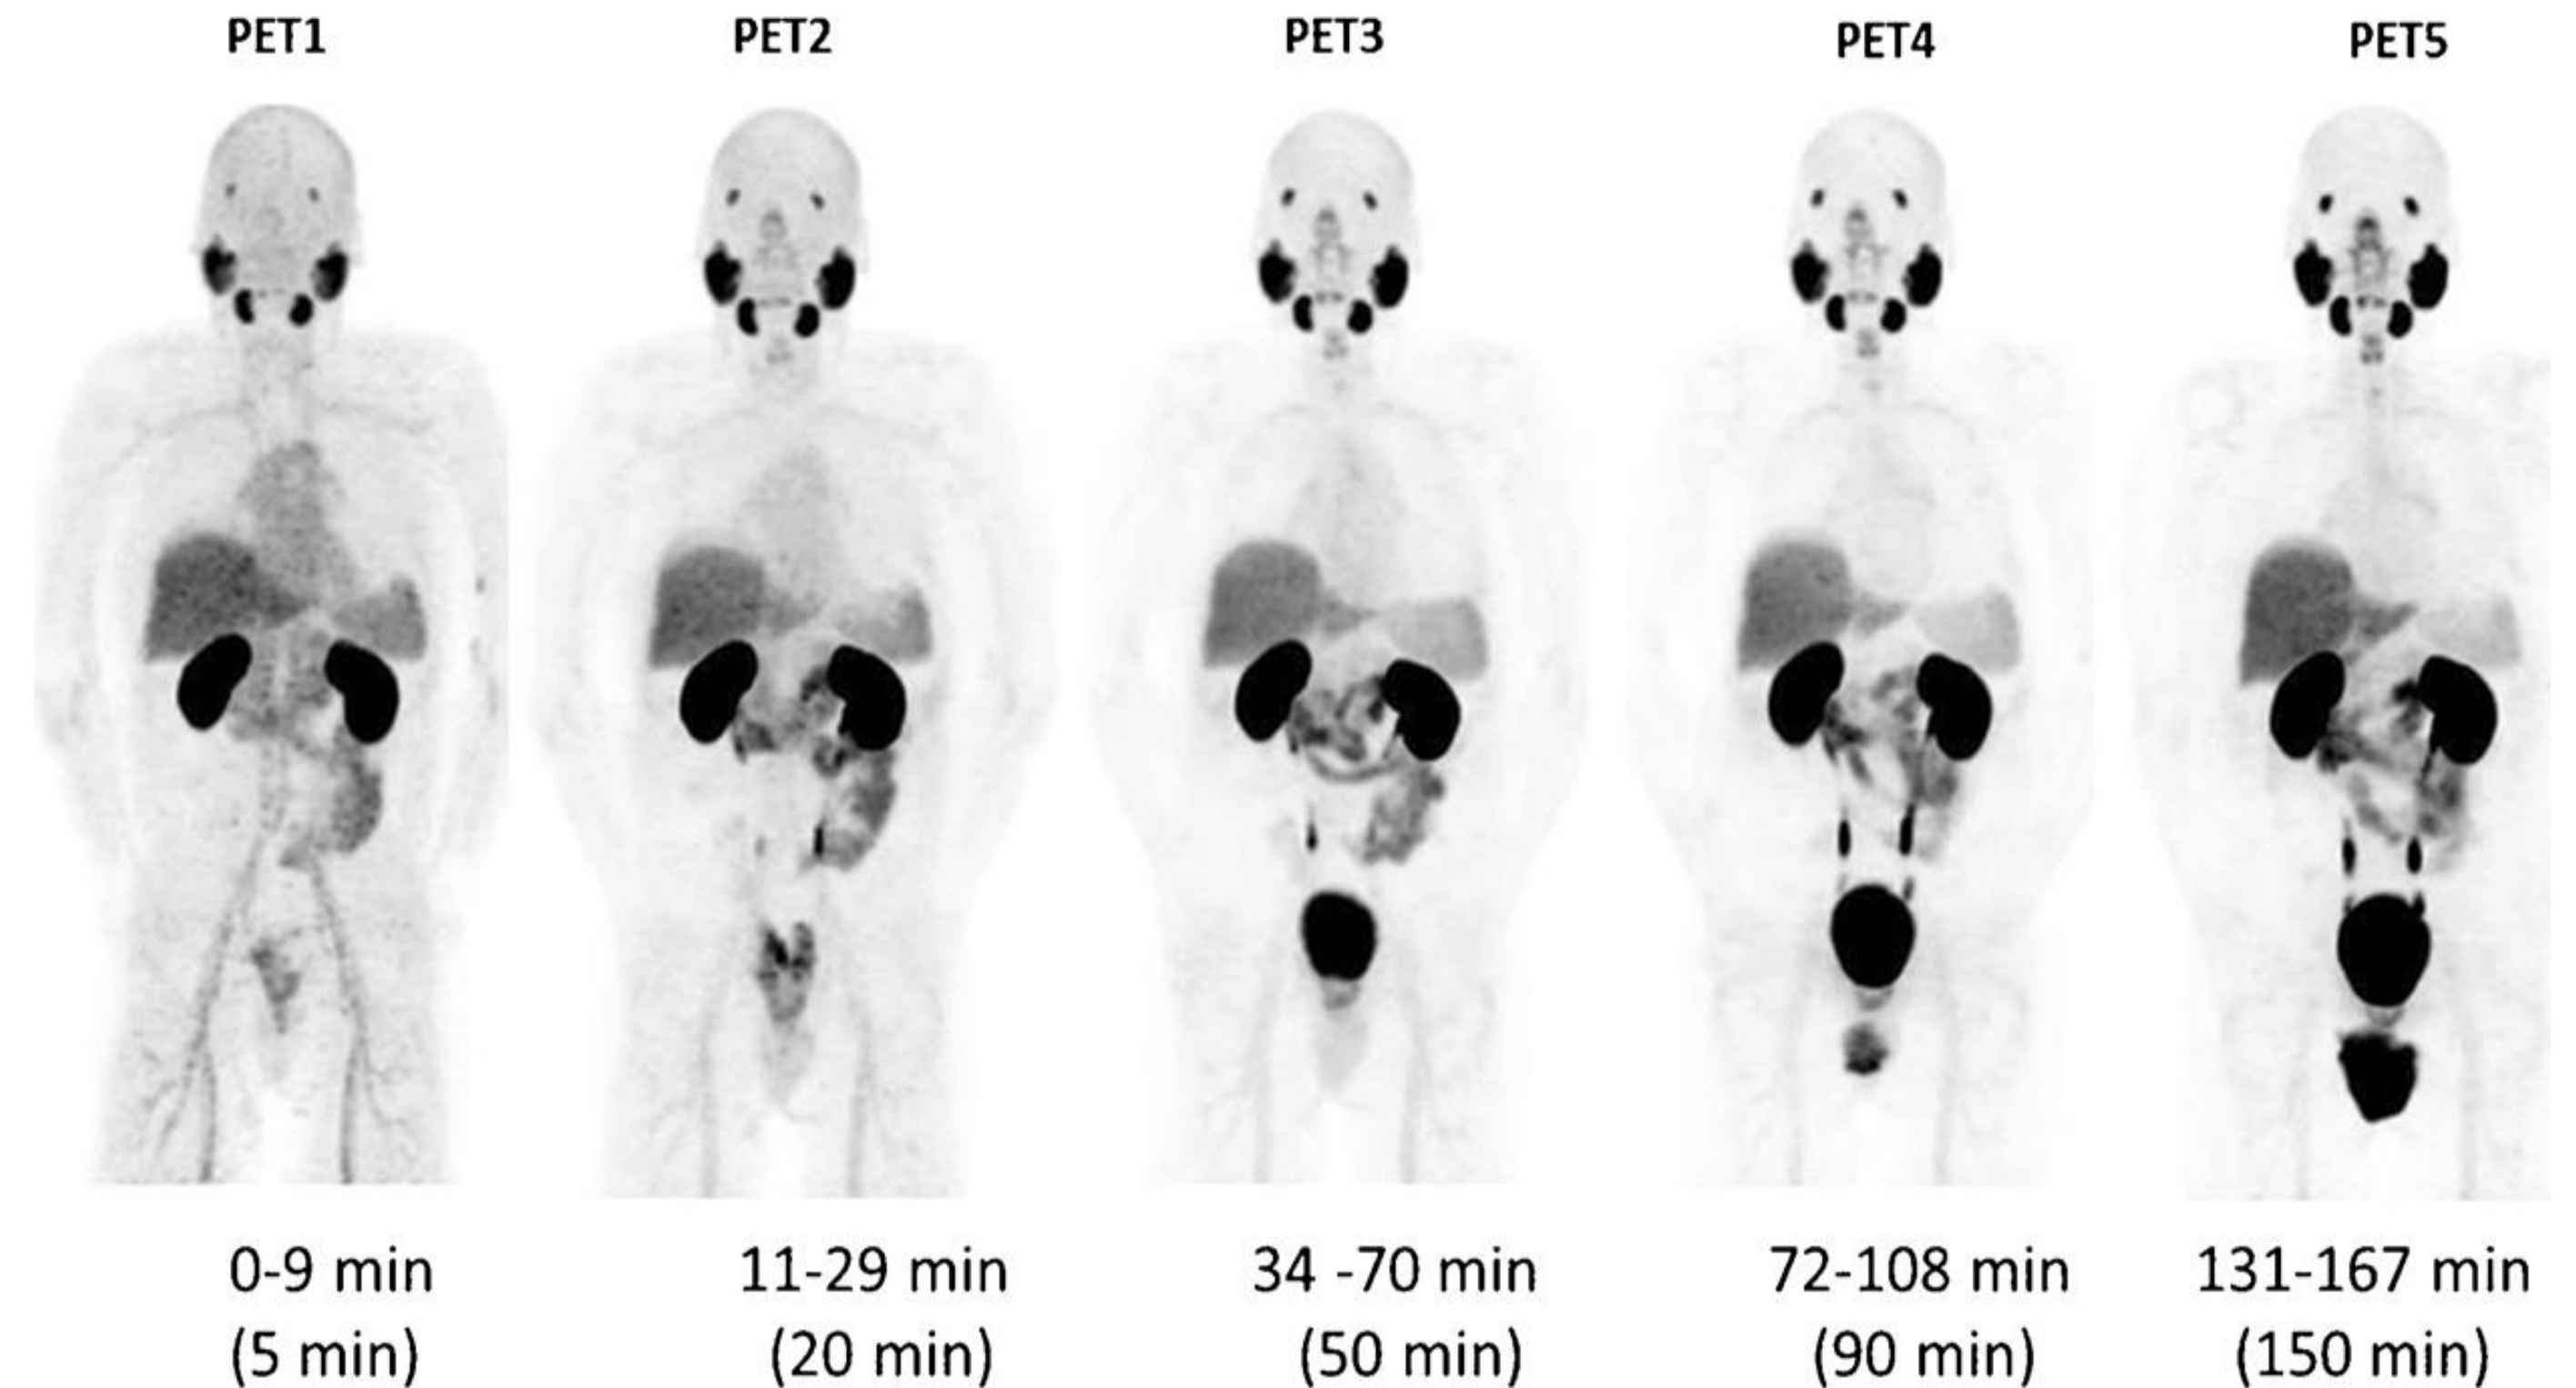 PET1 PET2 PET3 PET4 PET5
0-9 min 11-29 min 34 -70 min 72-108 min 131-167 min
(5 min) (20 min) (50 min) (90 min) (150 min)